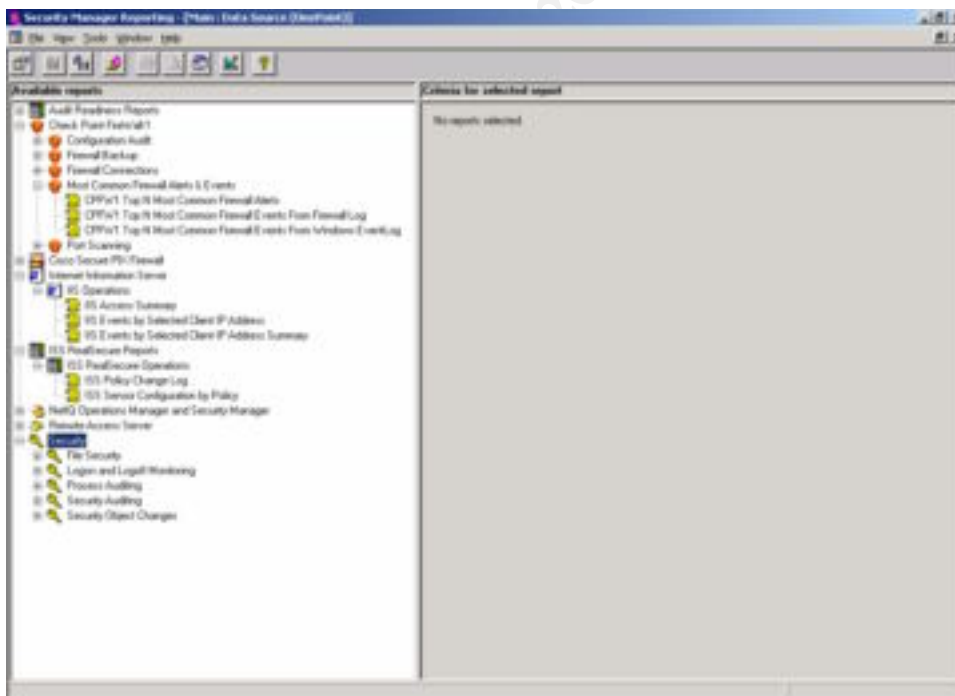 Security Manager Reporting - [Main : Data Source (OnePoint)]
File View Tools Window Help
Available reports
Criteria for selected report
No reports selected.
Audit Readiness Reports
Check Point FireWall-1
Configuration Audit
Firewall Backup
Firewall Connections
Most Common Firewall Alerts & Events
CPFW1 Top N Most Common Firewall Alerts
CPFW1 Top N Most Common Firewall Events From Firewall Log
CPFW1 Top N Most Common Firewall Events From Windows EventLog
Port Scanning
Cisco Secure PIX Firewall
Internet Information Server
IIS Operations
IIS Access Summary
IIS Events by Selected Client IP Address
IIS Events by Selected Client IP Address Summary
ISS RealSecure Reports
ISS RealSecure Operations
ISS Policy Change Log
ISS Sensor Configuration by Policy
NetIQ Operations Manager and Security Manager
Remote Access Server
Security
File Security
Logon and Logoff Monitoring
Process Auditing
Security Auditing
Security Object Changes